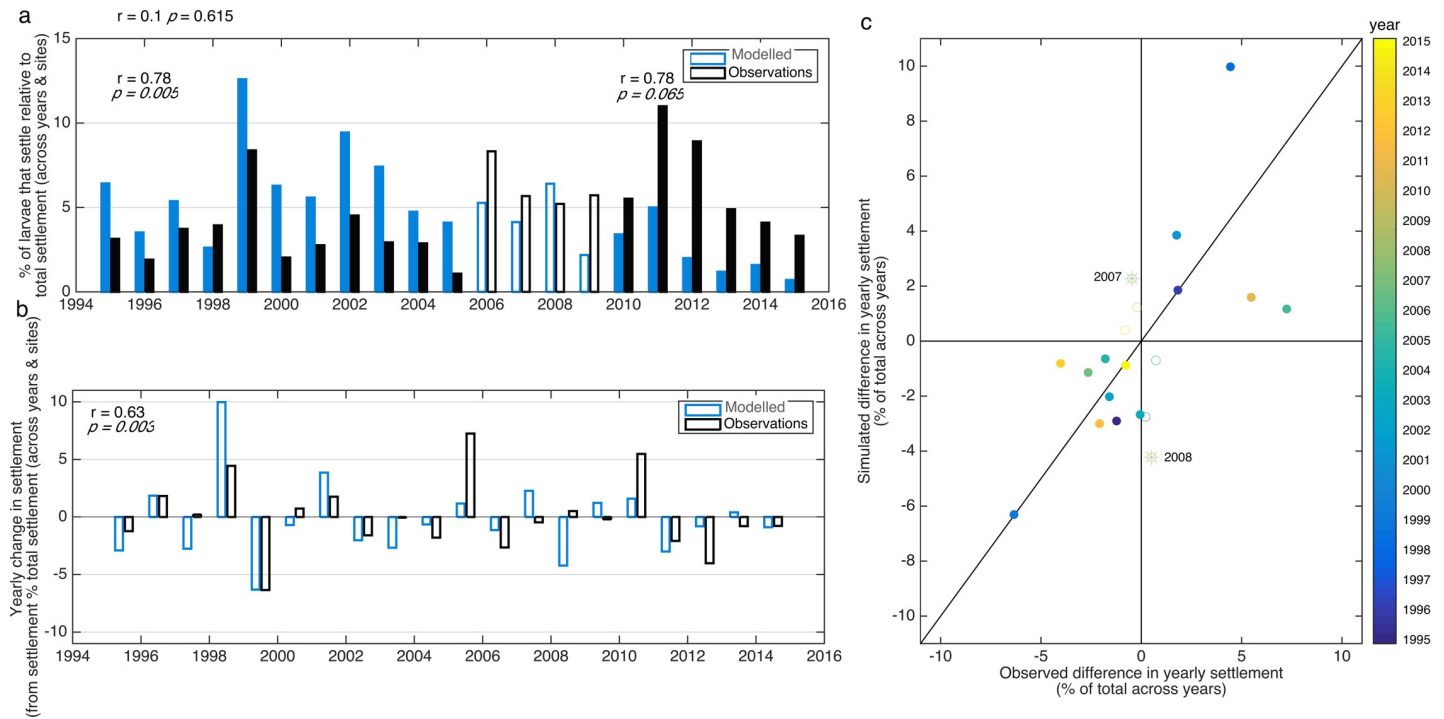 a
r = 0.1 p = 0.615
% of larvae that settle relative to
total settlement (across years & sites)
15
10
5
0
r = 0.78
p = 0.005
r = 0.78
p = 0.065
Modelled
Observations
1994 1996 1998 2000 2002 2004 2006 2008 2010 2012 2014 2016
b
Yearly change in settlement
(from settlement % total settlement (across years & sites)
10
5
0
-5
-10
r = 0.63
p = 0.003
Modelled
Observations
1994 1996 1998 2000 2002 2004 2006 2008 2010 2012 2014 2016
c
Simulated difference in yearly settlement
(% of total across years)
10
8
6
4
2
0
-2
-4
-6
-8
-10
2007
2008
-10 -5 0 5 10
Observed difference in yearly settlement
(% of total across years)
year
2015
2014
2013
2012
2011
2010
2009
2008
2007
2006
2005
2004
2003
2002
2001
2000
1999
1998
1997
1996
1995